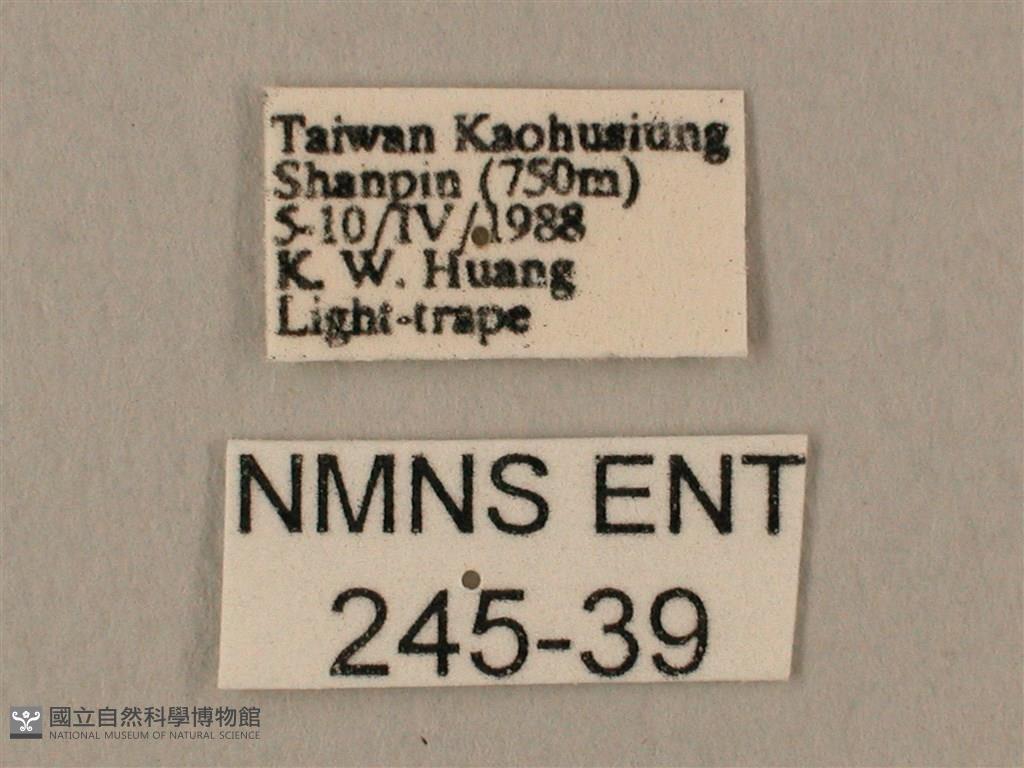 Taiwan Kaohusiung
Shanpin (750m)
5-10/IV/1988
K. W. Huang
Light-trape
NMNS ENT
245-39
國立自然科學博物館
NATIONAL MUSEUM OF NATURAL SCIENCE